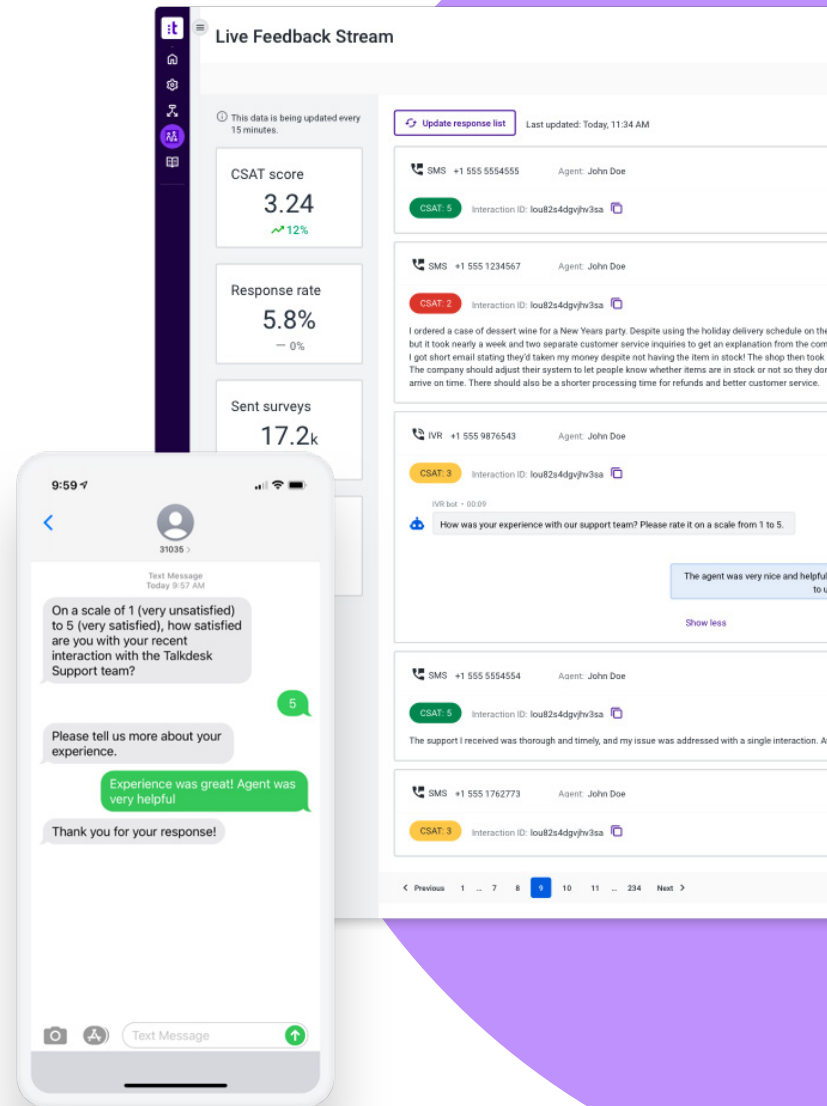 :t
Live Feedback Stream
This data is being updated every
15 minutes.
CSAT score
3.24
12%
Response rate
5.8%
— 0%
Sent surveys
17.2k
Update response list
Last updated: Today, 11:34 AM
SMS +1 555 5554555 Agent: John Doe
CSAT: 5 Interaction ID: lou82s4dgvjhv3sa
SMS +1 555 1234567 Agent: John Doe
CSAT: 2 Interaction ID: lou82s4dgvjhv3sa
I ordered a case of dessert wine for a New Years party. Despite using the holiday delivery schedule on the
but it took nearly a week and two separate customer service inquiries to get an explanation from the com
I got short email stating they'd taken my money despite not having the item in stock! The shop then took
The company should adjust their system to let people know whether items are in stock or not so they don
arrive on time. There should also be a shorter processing time for refunds and better customer service.
IVR +1 555 9876543 Agent: John Doe
CSAT: 3 Interaction ID: lou82s4dgvjhv3sa
IVR bot - 00:09
How was your experience with our support team? Please rate it on a scale from 1 to 5.
The agent was very nice and helpful
to u
Show less
SMS +1 555 5554554 Agent: John Doe
CSAT: 5 Interaction ID: lou82s4dgvjhv3sa
The support I received was thorough and timely, and my issue was addressed with a single interaction. A
SMS +1 555 1762773 Agent: John Doe
CSAT: 3 Interaction ID: lou82s4dgvjhv3sa
< Previous 1 ... 7 8 9 10 11 ... 234 Next >
9:59
31035 >
Text Message
Today 9:57 AM
On a scale of 1 (very unsatisfied)
to 5 (very satisfied), how satisfied
are you with your recent
interaction with the Talkdesk
Support team?
5
Please tell us more about your
experience.
Experience was great! Agent was
very helpful
Thank you for your response!
Text Message